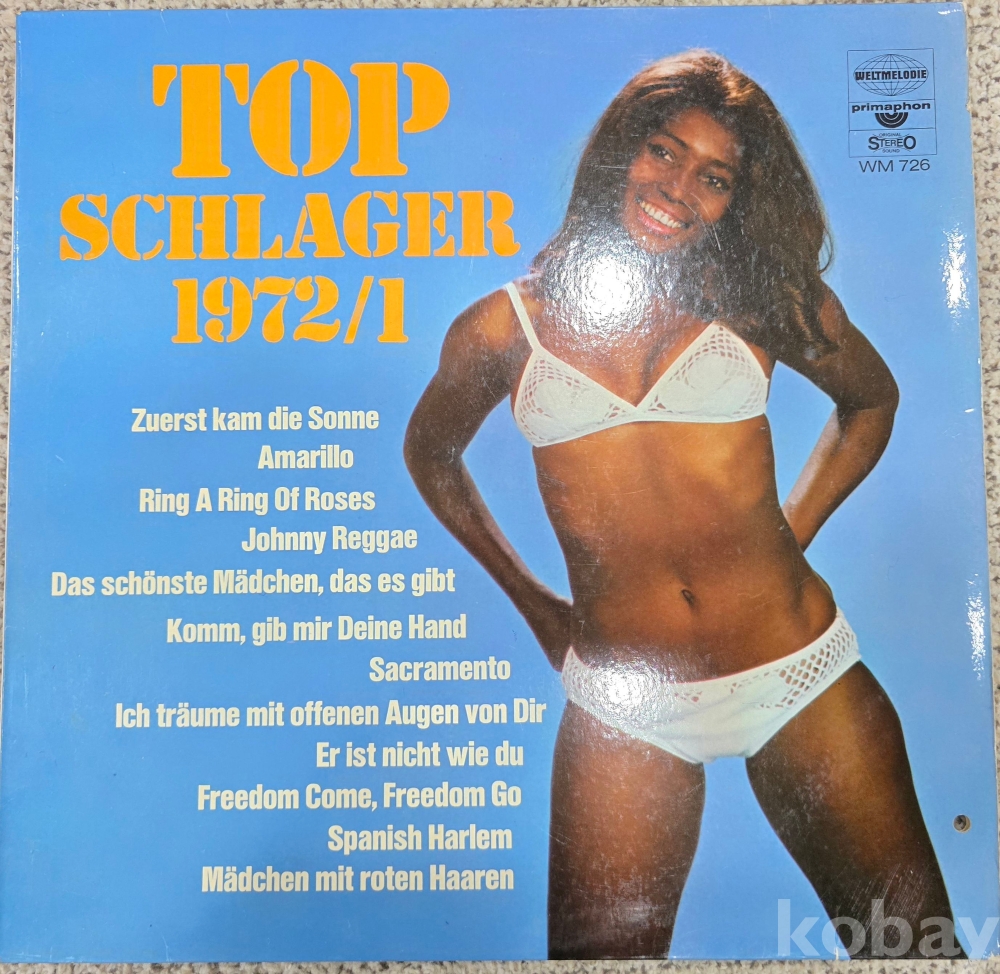 TOP
SCHLAGER
1972/1
WELTMELODIE
primaphon
ORIGINAL
STEREO
SOUND
WM 726
Zuerst kam die Sonne
Amarillo
Ring A Ring Of Roses
Johnny Reggae
Das schönste Mädchen, das es gibt
Komm, gib mir Deine Hand
Sacramento
Ich träume mit offenen Augen von Dir
Er ist nicht wie du
Freedom Come, Freedom Go
Spanish Harlem
Mädchen mit roten Haaren
kobay